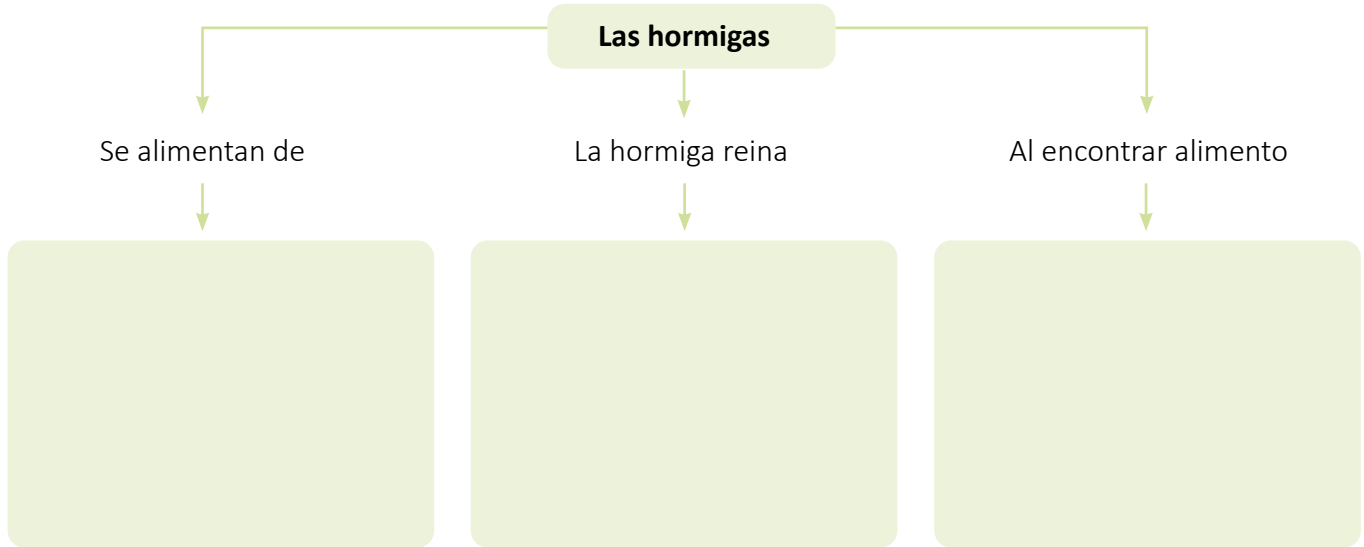 Las hormigas
Se alimentan de
La hormiga reina
Al encontrar alimento